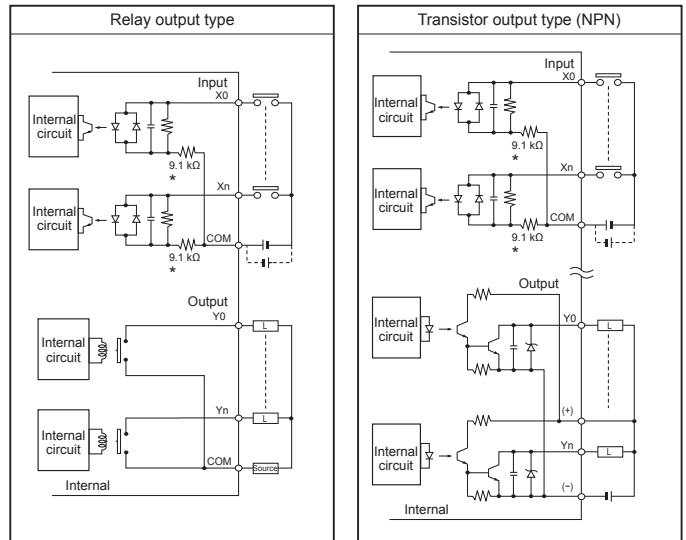 Relay output type
Input
X0
Internal
circuit
9.1 kΩ
*
Xn
Internal
circuit
COM
9.1 kΩ
*
Output
Y0
L
Internal
circuit
Yn
L
Internal
circuit
COM
Source
Internal
Transistor output type (NPN)
Input
X0
Internal
circuit
9.1 kΩ
*
Xn
Internal
circuit
COM
9.1 kΩ
*
Output
Y0
L
Internal
circuit
(+)
Yn
L
Internal
circuit
(−)
Internal